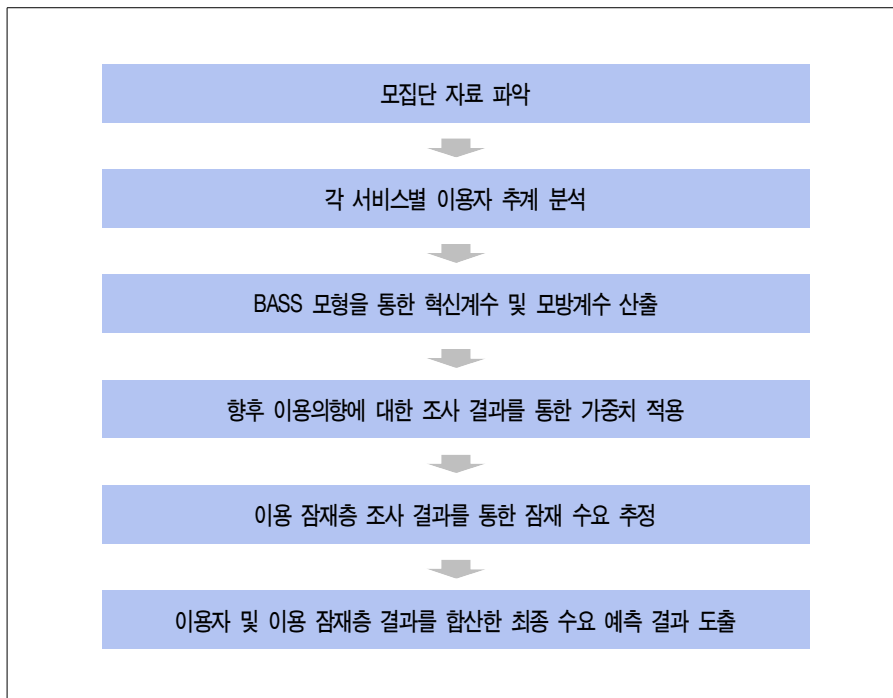 모집단 자료 파악
각 서비스별 이용자 추계 분석
BASS 모형을 통한 혁신계수 및 모방계수 산출
향후 이용의향에 대한 조사 결과를 통한 가중치 적용
이용 잠재층 조사 결과를 통한 잠재 수요 추정
이용자 및 이용 잠재층 결과를 합산한 최종 수요 예측 결과 도출